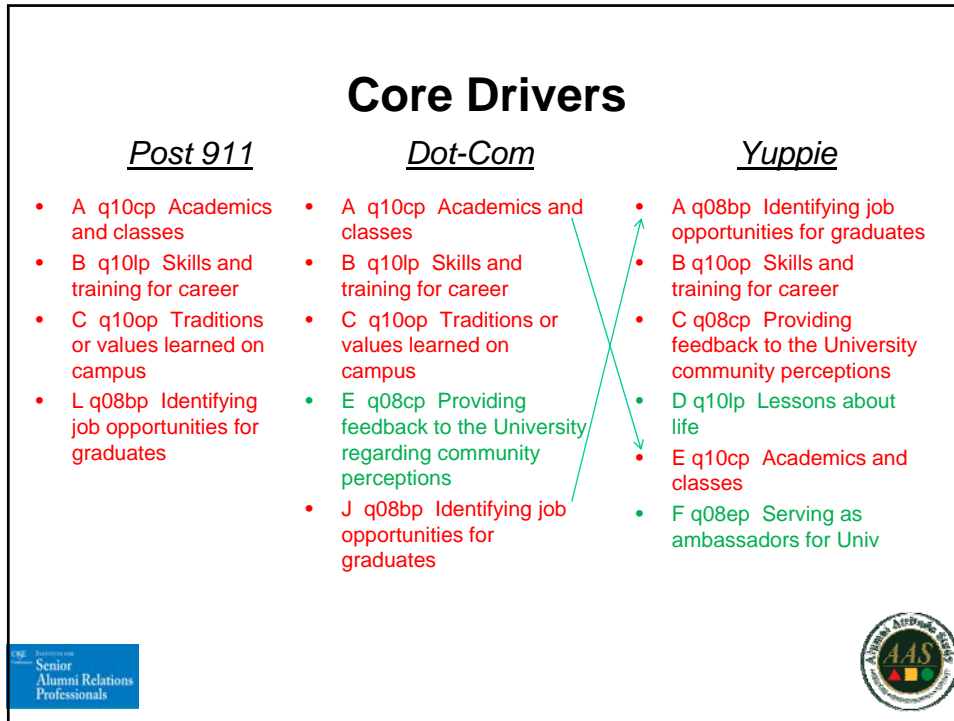 Core Drivers
Post 911
• A q10cp Academics
and classes
• B q10lp Skills and
training for career
• C q10op Traditions
or values learned on
campus
• L q08bp Identifying
job opportunities for
graduates
Dot-Com
• A q10cp Academics and
classes
• B q10lp Skills and
training for career
• C q10op Traditions or
values learned on
campus
• E q08cp Providing
feedback to the University
regarding community
perceptions
• J q08bp Identifying job
opportunities for
graduates
Yuppie
• A q08bp Identifying job
opportunities for graduates
• B q10op Skills and
training for career
• C q08cp Providing
feedback to the University
community perceptions
• D q10lp Lessons about
life
• E q10cp Academics and
classes
• F q08ep Serving as
ambassadors for Univ
INSTITUTE FOR
Senior
Alumni Relations
Professionals
Alumni Attitude Study
AAS